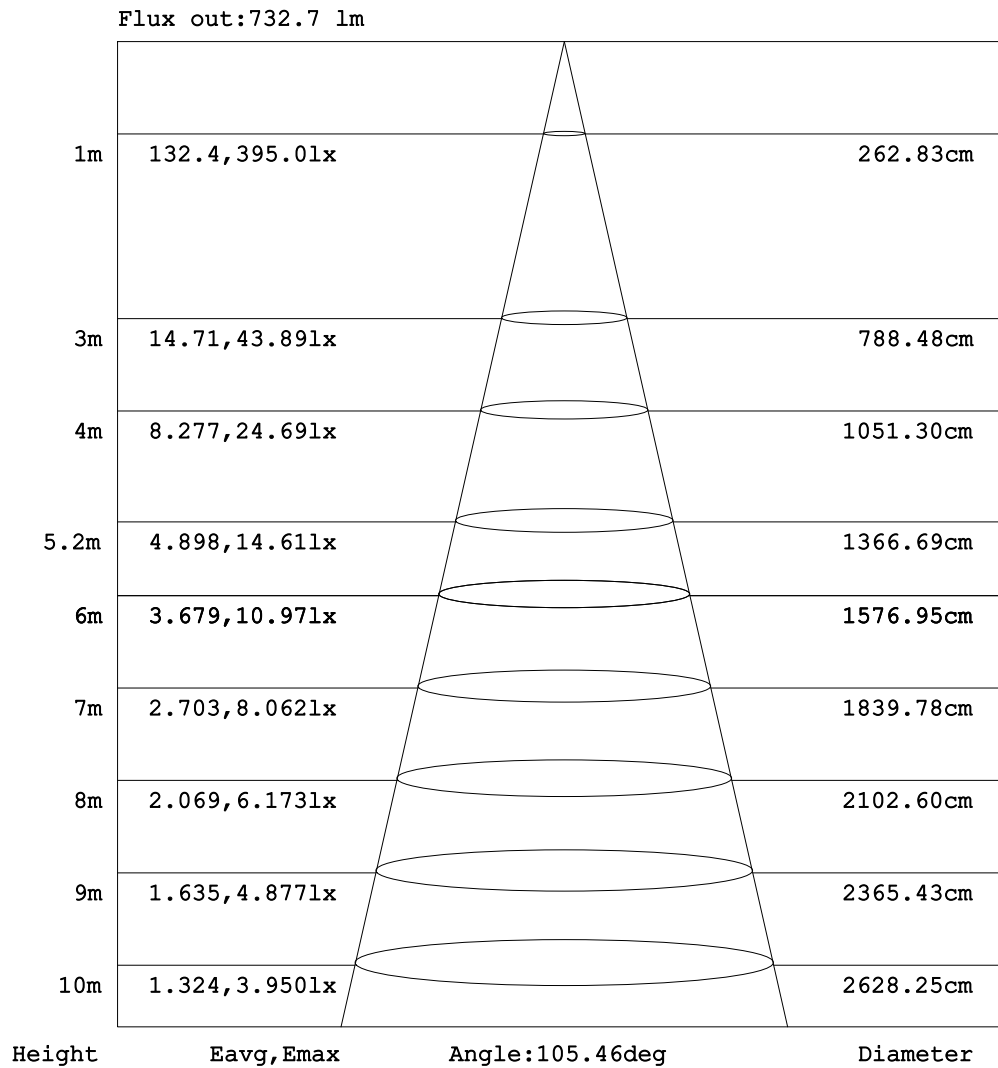 Flux out:732.7 lm
1m 132.4,395.0lx 262.83cm
3m 14.71,43.89lx 788.48cm
4m 8.277,24.69lx 1051.30cm
5.2m 4.898,14.61lx 1366.69cm
6m 3.679,10.97lx 1576.95cm
7m 2.703,8.062lx 1839.78cm
8m 2.069,6.173lx 2102.60cm
9m 1.635,4.877lx 2365.43cm
10m 1.324,3.950lx 2628.25cm
Height Eavg,Emax Angle:105.46deg Diameter